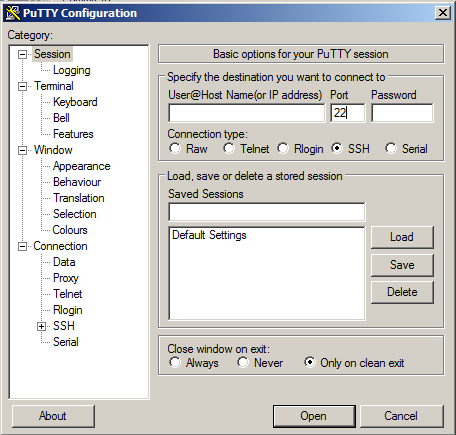 PuTTY Configuration
Category:
Session
Logging
Terminal
Keyboard
Bell
Features
Window
Appearance
Behaviour
Translation
Selection
Colours
Connection
Data
Proxy
Telnet
Rlogin
SSH
Serial
Basic options for your PuTTY session
Specify the destination you want to connect to
User@Host Name(or IP address) Port Password
22
Connection type:
Raw Telnet Rlogin SSH Serial
Load, save or delete a stored session
Saved Sessions
Default Settings
Load
Save
Delete
Close window on exit:
Always Never Only on clean exit
About Open Cancel